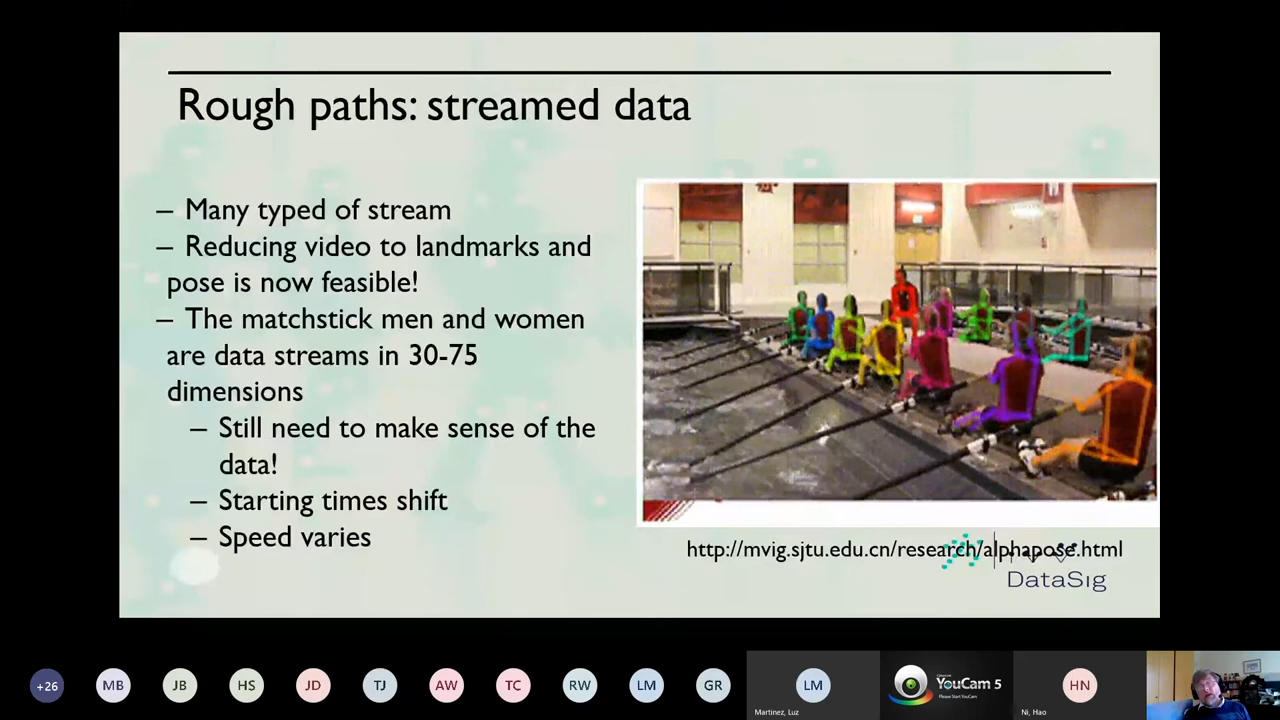 Rough paths: streamed data
– Many typed of stream
– Reducing video to landmarks and
pose is now feasible!
– The matchstick men and women
are data streams in 30-75
dimensions
– Still need to make sense of the
data!
– Starting times shift
– Speed varies
http://mvig.sjtu.edu.cn/research/alphapose.html
DataSig
+26
MB
JB
HS
JD
TJ
AW
TC
RW
LM
GR
LM
Martinez, Luz
YouCam 5
Please Start YouCam
HN
Ni, Hao